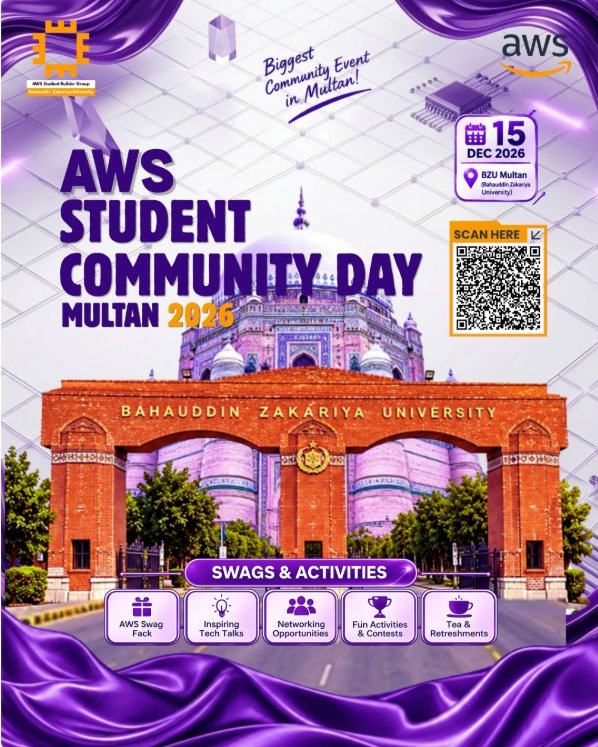 AWS Student Builder Group
Bahauddin Zakariya University
Biggest
Community Event
in Multan!
aws
15
DEC 2026
BZU Multan
(Bahauddin Zakariya
University)
AWS
STUDENT
COMMUNITY DAY
MULTAN 2026
SCAN HERE
BAHAUDDIN ZAKARIYA UNIVERSITY
SWAGS & ACTIVITIES
AWS Swag
Fack
Inspiring
Tech Talks
Networking
Opportunities
Fun Activities
& Contests
Tea &
Retreshments